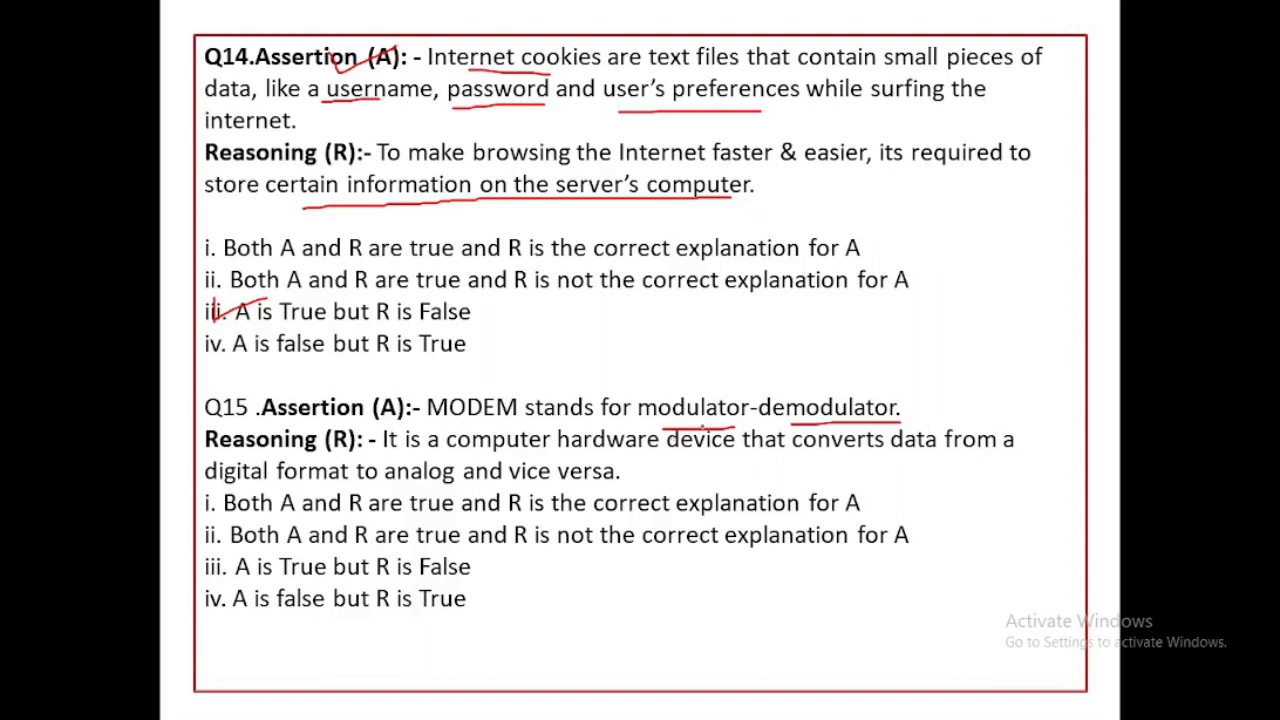 Q14.Assertion (A): - Internet cookies are text files that contain small pieces of
data, like a username, password and user's preferences while surfing the
internet.
Reasoning (R):- To make browsing the Internet faster & easier, its required to
store certain information on the server's computer.
i. Both A and R are true and R is the correct explanation for A
ii. Both A and R are true and R is not the correct explanation for A
iii. A is True but R is False
iv. A is false but R is True
Q15 .Assertion (A):- MODEM stands for modulator-demodulator.
Reasoning (R): - It is a computer hardware device that converts data from a
digital format to analog and vice versa.
i. Both A and R are true and R is the correct explanation for A
ii. Both A and R are true and R is not the correct explanation for A
iii. A is True but R is False
iv. A is false but R is True
Activate Windows
Go to Settings to activate Windows.